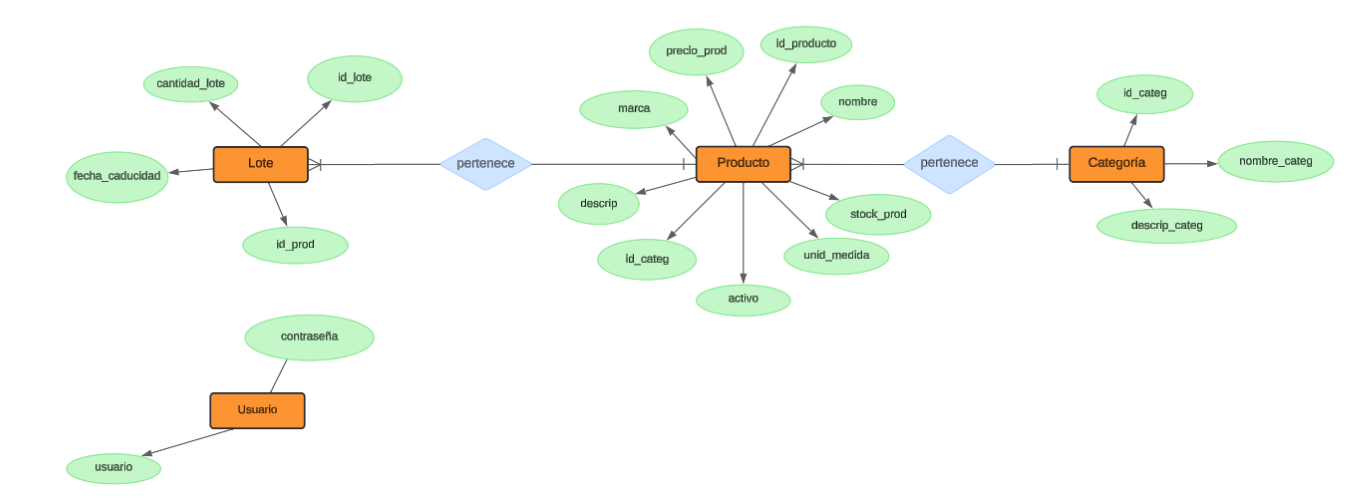 precio_prod
id_producto
cantidad_lote
id_lote
marca
nombre
id_categ
Lote
pertenece
Producto
pertenece
Categoría
nombre_categ
fecha_caducidad
descrip
stock_prod
descrip_categ
id_prod
id_categ
unid_medida
activo
contraseña
Usuario
usuario